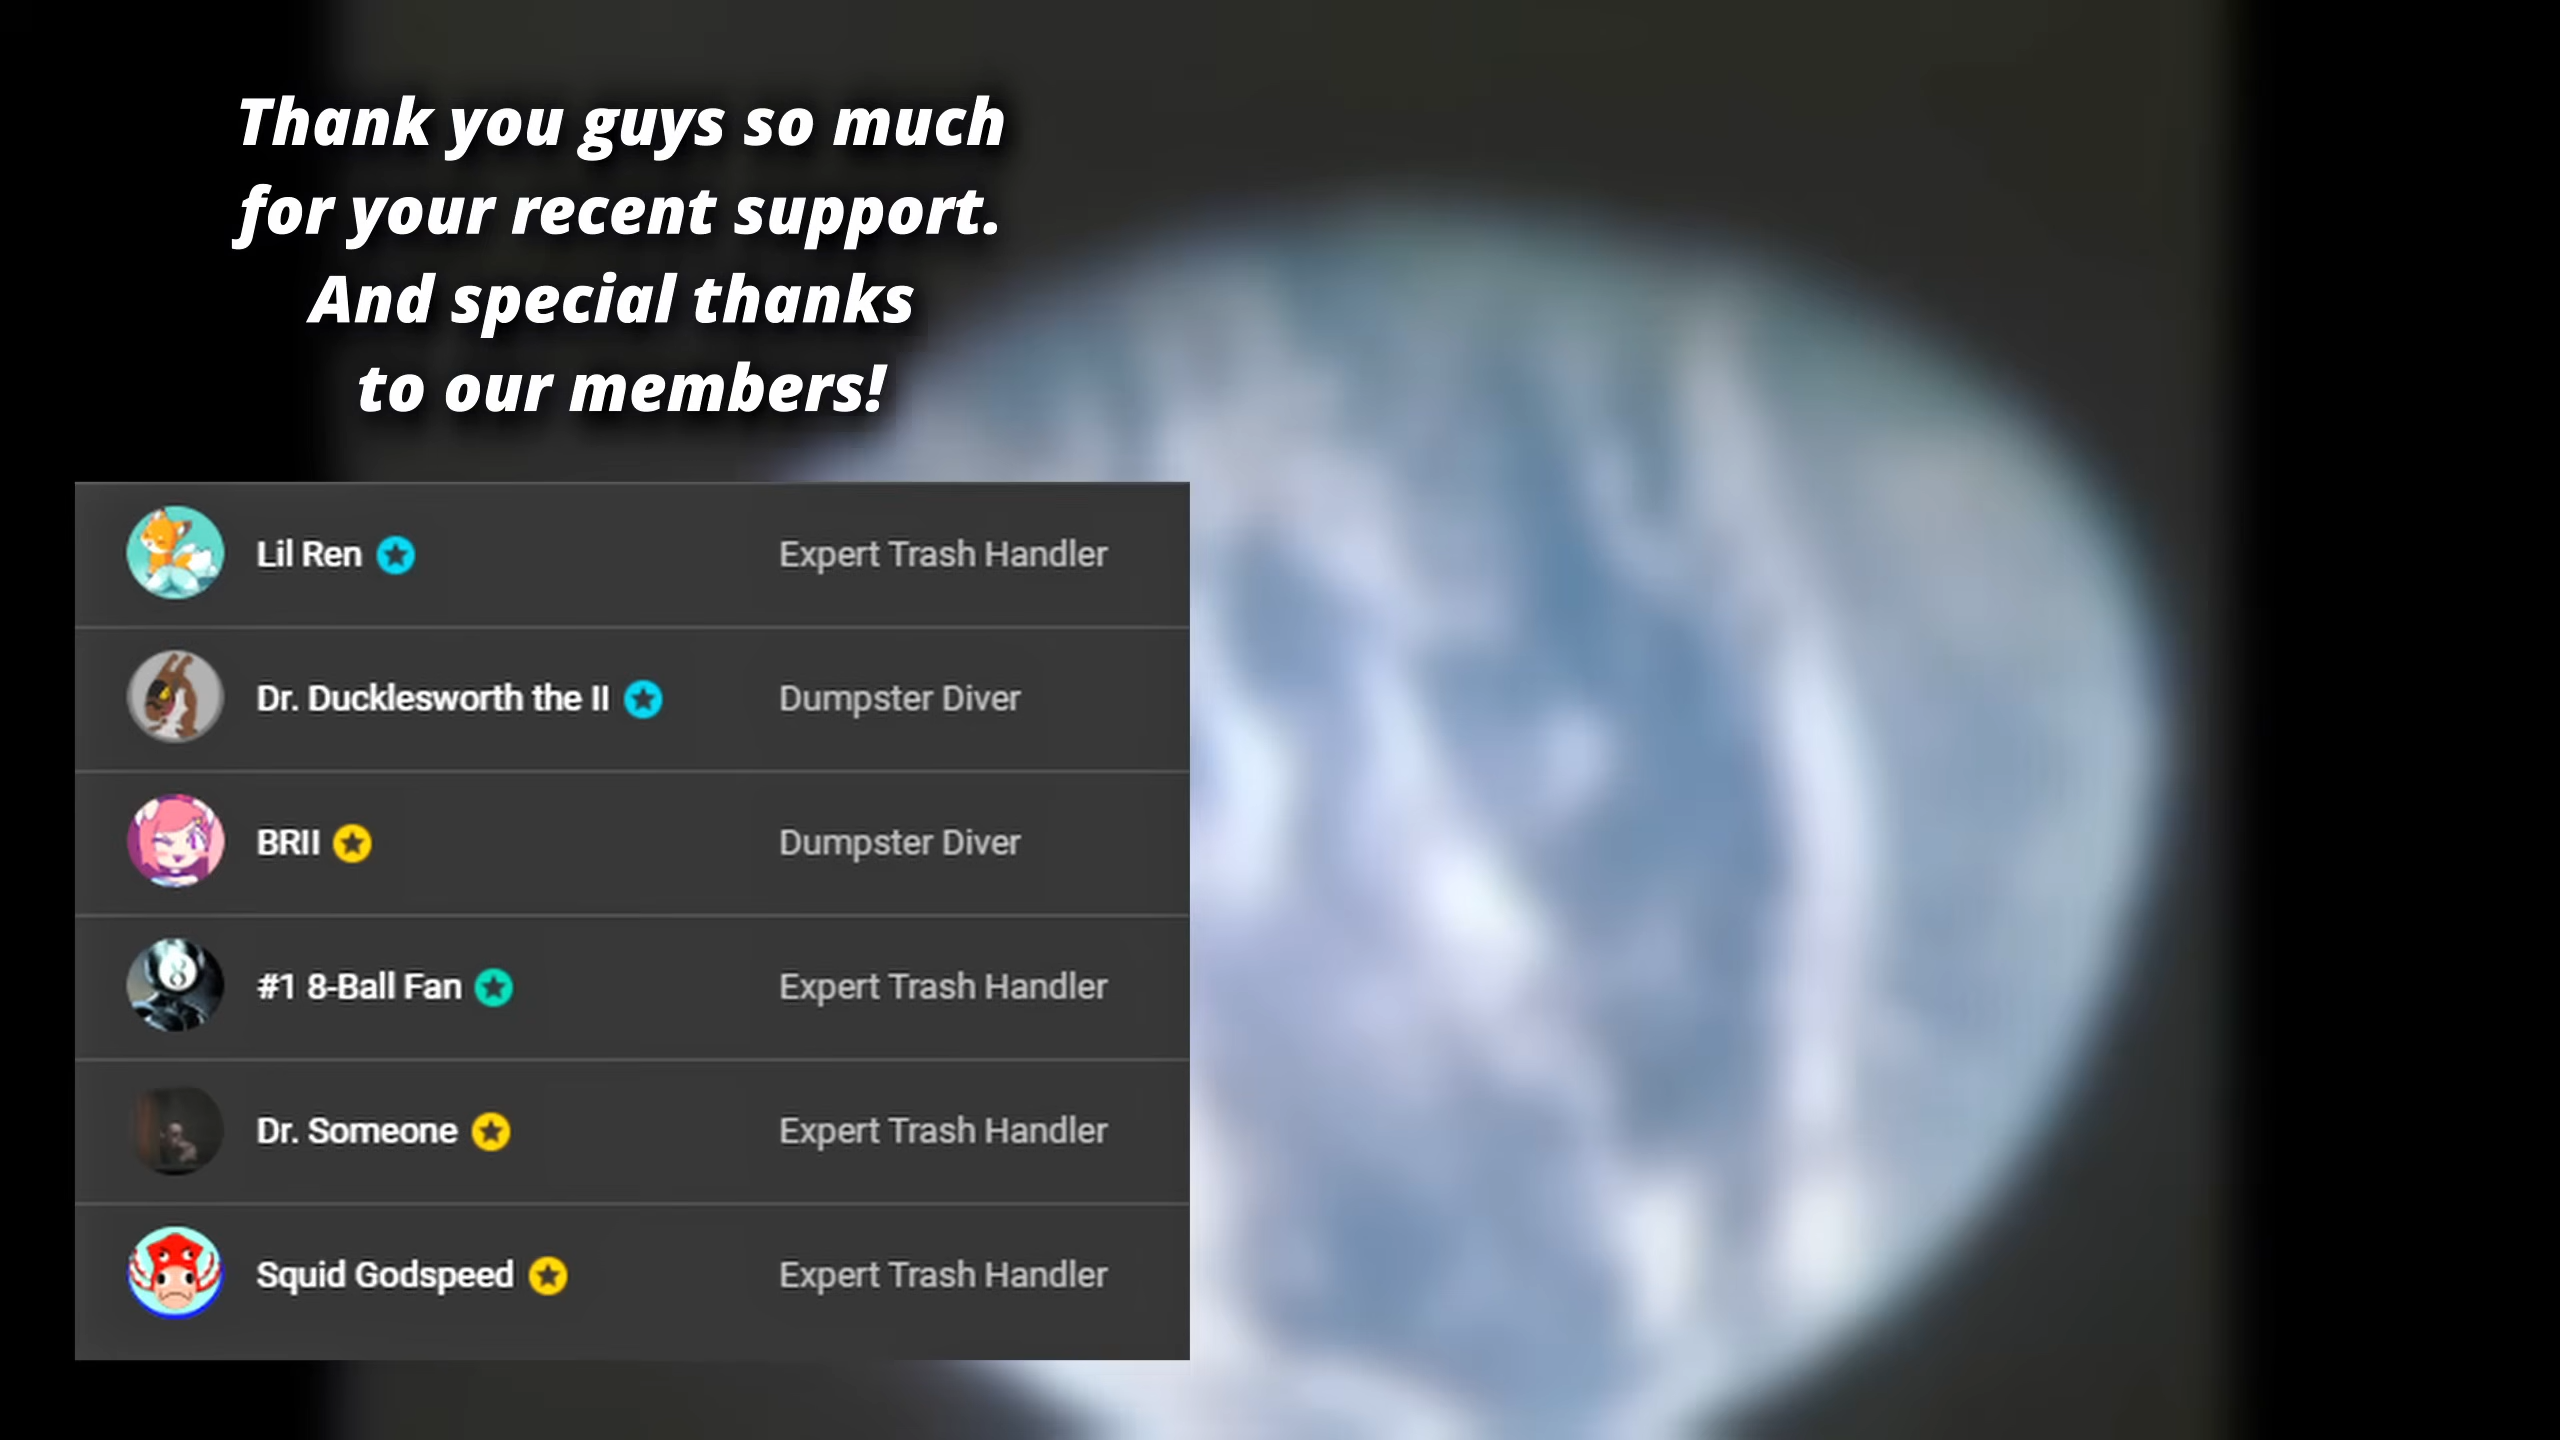 Thank you guys so much
for your recent support.
And special thanks
to our members!
Lil Ren Expert Trash Handler
Dr. Ducklesworth the II Dumpster Diver
BRII Dumpster Diver
#1 8-Ball Fan Expert Trash Handler
Dr. Someone Expert Trash Handler
Squid Godspeed Expert Trash Handler